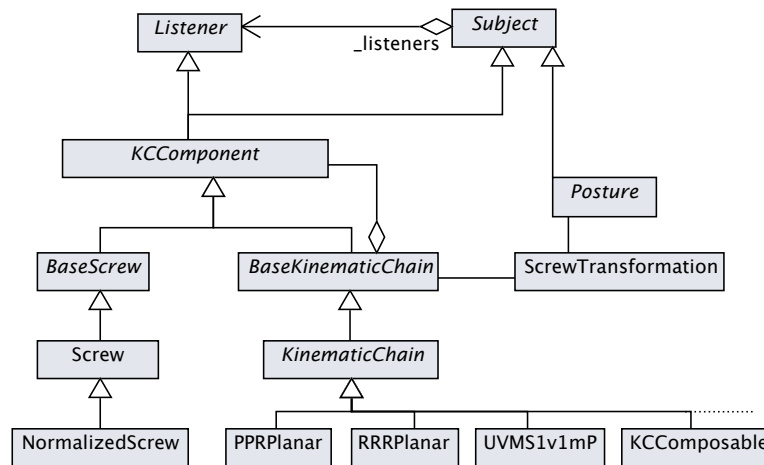 Listener
Subject
_listeners
KCComponent
Posture
BaseScrew
BaseKinematicChain
ScrewTransformation
Screw
KinematicChain
NormalizedScrew
PPRPlanar
RRRPlanar
UVMS1v1mP
KCComposable